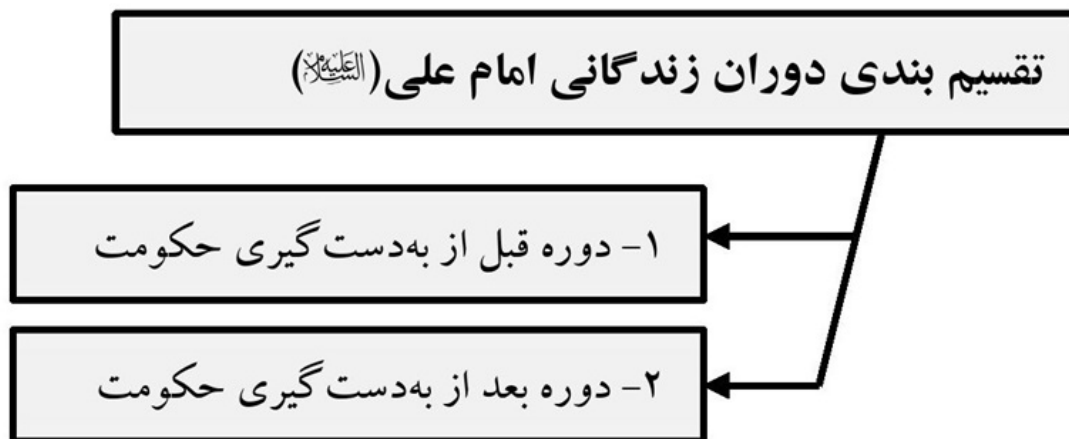 تقسیم بندی دوران زندگانی امام علی(علیه‌السلام)
۱- دوره قبل از به‌دست گیری حکومت
۲- دوره بعد از به‌دست گیری حکومت